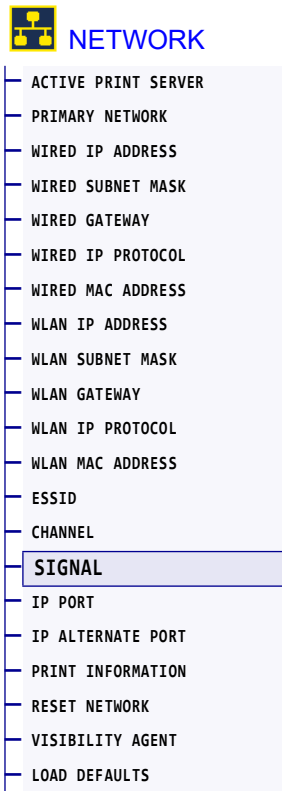 NETWORK
ACTIVE PRINT SERVER
PRIMARY NETWORK
WIRED IP ADDRESS
WIRED SUBNET MASK
WIRED GATEWAY
WIRED IP PROTOCOL
WIRED MAC ADDRESS
WLAN IP ADDRESS
WLAN SUBNET MASK
WLAN GATEWAY
WLAN IP PROTOCOL
WLAN MAC ADDRESS
ESSID
CHANNEL
SIGNAL
IP PORT
IP ALTERNATE PORT
PRINT INFORMATION
RESET NETWORK
VISIBILITY AGENT
LOAD DEFAULTS